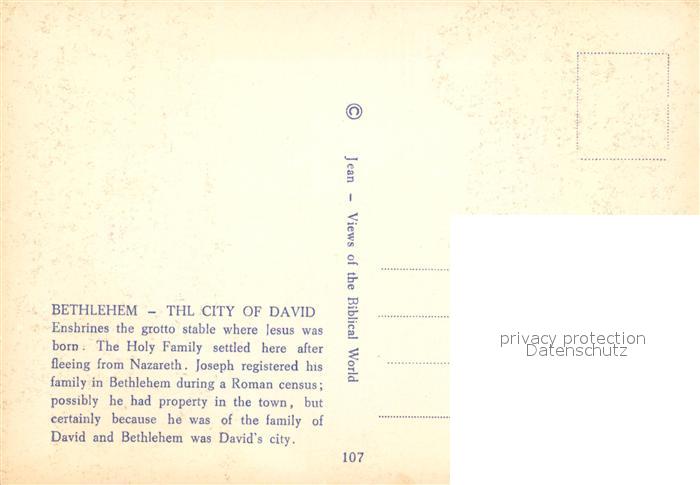 BETHLEHEM – THL CITY OF DAVID
Enshrines the grotto stable where Jesus was
born. The Holy Family settled here after
fleeing from Nazareth. Joseph registered his
family in Bethlehem during a Roman census;
possibly he had property in the town, but
certainly because he was of the family of
David and Bethlehem was David's city.
© Jean – Views of the Biblical World
107
privacy protection
Datenschutz